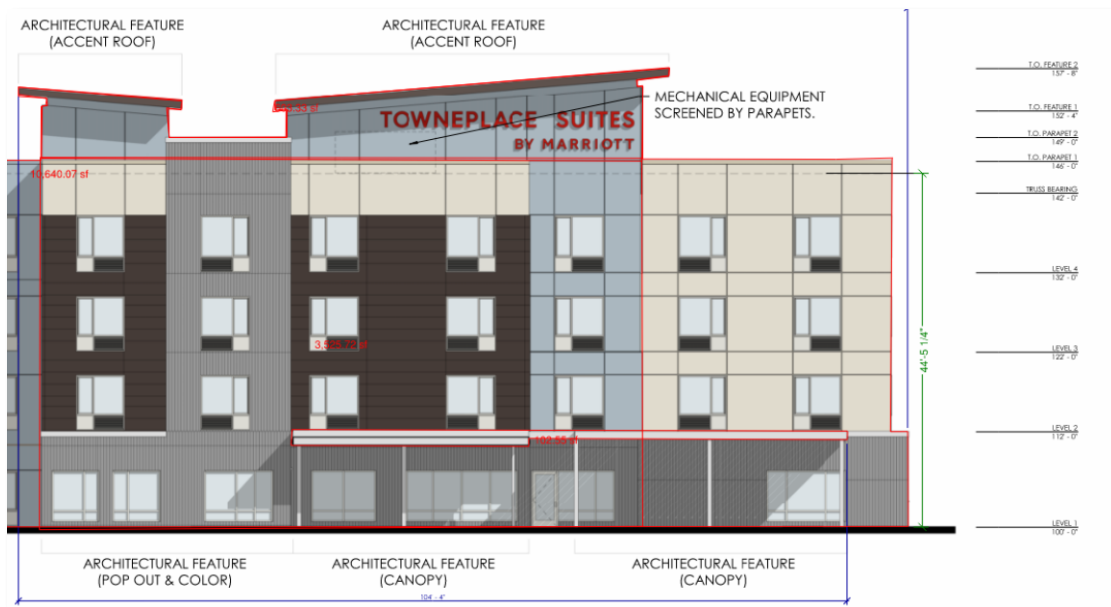 ARCHITECTURAL FEATURE
(ACCENT ROOF)
ARCHITECTURAL FEATURE
(ACCENT ROOF)
TOWNEPLACE SUITES
BY MARRIOTT
MECHANICAL EQUIPMENT
SCREENED BY PARAPETS.
10,640.07 sf
102.55 sf
44'-5 1/4"
T.O. FEATURE 2
157' - 8"
T.O. FEATURE 1
152' - 4"
T.O. PARAPET 2
149' - 0"
T.O. PARAPET 1
146' - 0"
TRUSS BEARING
142' - 0"
LEVEL 4
132' - 0"
LEVEL 3
122' - 0"
LEVEL 2
112' - 0"
LEVEL 1
100' - 0"
ARCHITECTURAL FEATURE
(POP OUT & COLOR)
ARCHITECTURAL FEATURE
(CANOPY)
ARCHITECTURAL FEATURE
(CANOPY)
104' - 4"